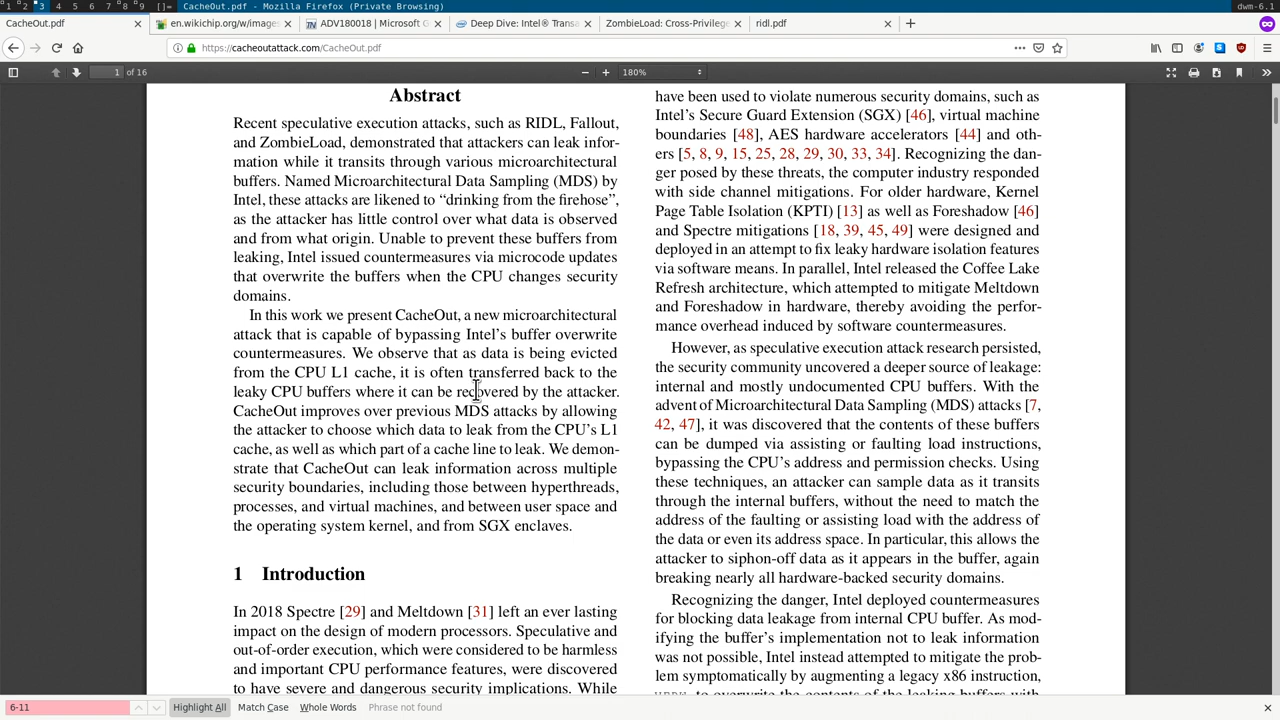 1 2 3 4 5 6 7 8 9 []= CacheOut.pdf - Mozilla Firefox (Private Browsing) dwm-6.1
CacheOut.pdf
en.wikichip.org/w/images
ADV180018 | Microsoft G
Deep Dive: Intel® Transa
ZombieLoad: Cross-Privilege
ridl.pdf
https://cacheoutattack.com/CacheOut.pdf
1 of 16
180%
Abstract
Recent speculative execution attacks, such as RIDL, Fallout,
and ZombieLoad, demonstrated that attackers can leak infor-
mation while it transits through various microarchitectural
buffers. Named Microarchitectural Data Sampling (MDS) by
Intel, these attacks are likened to “drinking from the firehose”,
as the attacker has little control over what data is observed
and from what origin. Unable to prevent these buffers from
leaking, Intel issued countermeasures via microcode updates
that overwrite the buffers when the CPU changes security
domains.
In this work we present CacheOut, a new microarchitectural
attack that is capable of bypassing Intel’s buffer overwrite
countermeasures. We observe that as data is being evicted
from the CPU L1 cache, it is often transferred back to the
leaky CPU buffers where it can be recovered by the attacker.
CacheOut improves over previous MDS attacks by allowing
the attacker to choose which data to leak from the CPU’s L1
cache, as well as which part of a cache line to leak. We demon-
strate that CacheOut can leak information across multiple
security boundaries, including those between hyperthreads,
processes, and virtual machines, and between user space and
the operating system kernel, and from SGX enclaves.
1 Introduction
In 2018 Spectre [29] and Meltdown [31] left an ever lasting
impact on the design of modern processors. Speculative and
out-of-order execution, which were considered to be harmless
and important CPU performance features, were discovered
to have severe and dangerous security implications. While
have been used to violate numerous security domains, such as
Intel’s Secure Guard Extension (SGX) [46], virtual machine
boundaries [48], AES hardware accelerators [44] and oth-
ers [5, 8, 9, 15, 25, 28, 29, 30, 33, 34]. Recognizing the dan-
ger posed by these threats, the computer industry responded
with side channel mitigations. For older hardware, Kernel
Page Table Isolation (KPTI) [13] as well as Foreshadow [46]
and Spectre mitigations [18, 39, 45, 49] were designed and
deployed in an attempt to fix leaky hardware isolation features
via software means. In parallel, Intel released the Coffee Lake
Refresh architecture, which attempted to mitigate Meltdown
and Foreshadow in hardware, thereby avoiding the perfor-
mance overhead induced by software countermeasures.
However, as speculative execution attack research persisted,
the security community uncovered a deeper source of leakage:
internal and mostly undocumented CPU buffers. With the
advent of Microarchitectural Data Sampling (MDS) attacks [7,
42, 47], it was discovered that the contents of these buffers
can be dumped via assisting or faulting load instructions,
bypassing the CPU’s address and permission checks. Using
these techniques, an attacker can sample data as it transits
through the internal buffers, without the need to match the
address of the faulting or assisting load with the address of
the data or even its address space. In particular, this allows the
attacker to siphon-off data as it appears in the buffer, again
breaking nearly all hardware-backed security domains.
Recognizing the danger, Intel deployed countermeasures
for blocking data leakage from internal CPU buffer. As mod-
ifying the buffer’s implementation not to leak information
was not possible, Intel instead attempted to mitigate the prob-
lem symptomatically by augmenting a legacy x86 instruction,
to overwrite the contents of the leaking buffers with
6-11
Highlight All
Match Case
Whole Words
Phrase not found